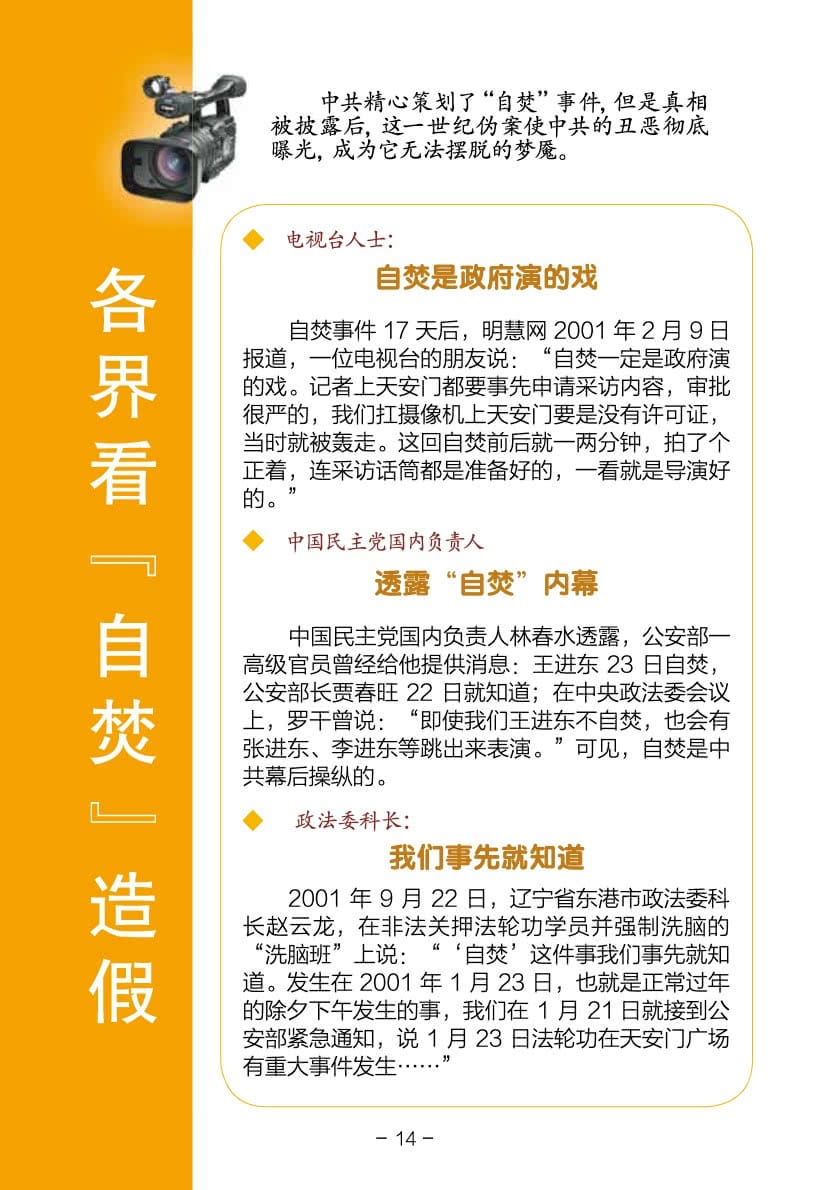 中共精心策划了“自焚”事件,但是真相
被披露后,这一世纪伪案使中共的丑恶彻底
曝光,成为它无法摆脱的梦魇。
各界看『自焚』造假
电视台人士:
自焚是政府演的戏
自焚事件 17 天后，明慧网 2001 年 2 月 9 日
报道，一位电视台的朋友说：“自焚一定是政府演
的戏。记者上天安门都要事先申请采访内容，审批
很严的，我们扛摄像机上天安门要是没有许可证，
当时就被轰走。这回自焚前后就一两分钟，拍了个
正着，连采访话筒都是准备好的，一看就是导演好
的。”
中国民主党国内负责人
透露“自焚”内幕
中国民主党国内负责人林春水透露，公安部一
高级官员曾经给他提供消息：王进东 23 日自焚，
公安部长贾春旺 22 日就知道；在中央政法委会议
上，罗干曾说：“即使我们王进东不自焚，也会有
张进东、李进东等跳出来表演。”可见，自焚是中
共幕后操纵的。
政法委科长:
我们事先就知道
2001 年 9 月 22 日，辽宁省东港市政法委科
长赵云龙，在非法关押法轮功学员并强制洗脑的
“洗脑班”上说：“‘自焚’这件事我们事先就知
道。发生在 2001 年 1 月 23 日，也就是正常过年
的除夕下午发生的事，我们在 1 月 21 日就接到公
安部紧急通知，说 1 月 23 日法轮功在天安门广场
有重大事件发生……”
- 14 -